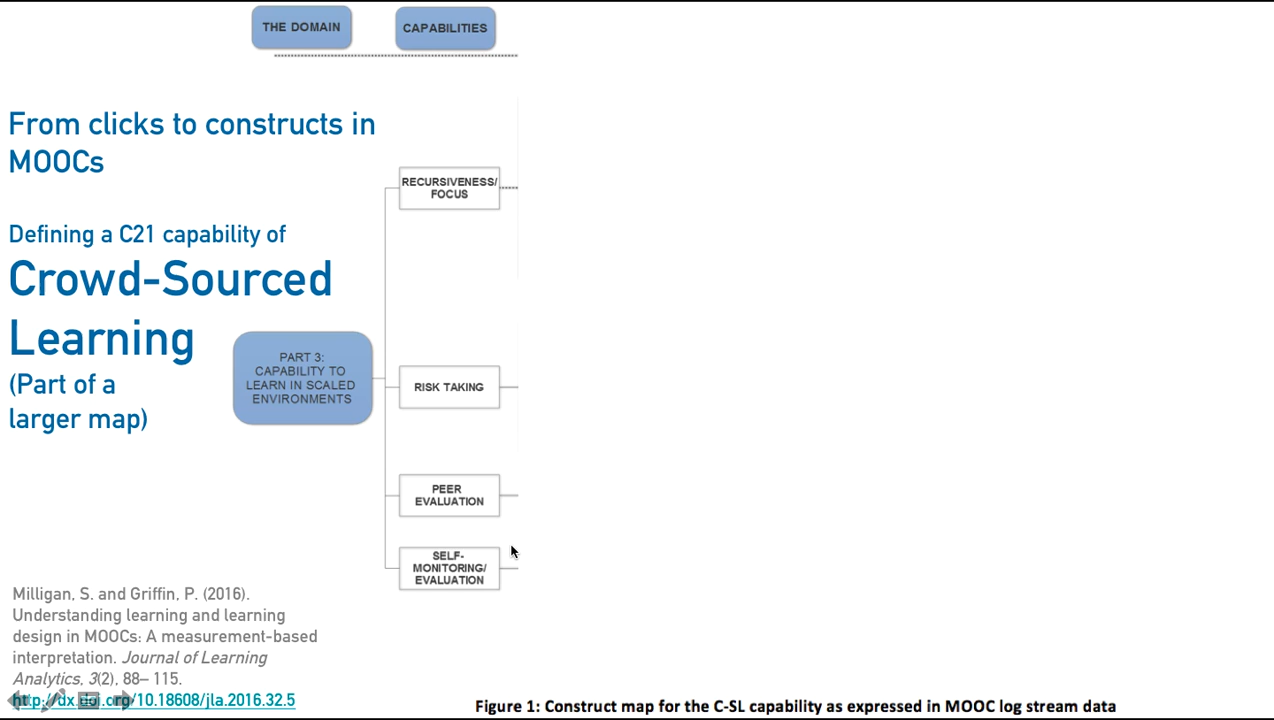 THE DOMAIN
CAPABILITIES
From clicks to constructs in
MOOCs
Defining a C21 capability of
Crowd-Sourced
Learning
(Part of a
larger map)
PART 3:
CAPABILITY TO
LEARN IN SCALED
ENVIRONMENTS
RECURSIVENESS/
FOCUS
RISK TAKING
PEER
EVALUATION
SELF-
MONITORING/
EVALUATION
Milligan, S. and Griffin, P. (2016).
Understanding learning and learning
design in MOOCs: A measurement-based
interpretation. Journal of Learning
Analytics, 3(2), 88– 115.
http://dx.doi.org/10.18608/jla.2016.32.5
Figure 1: Construct map for the C-SL capability as expressed in MOOC log stream data